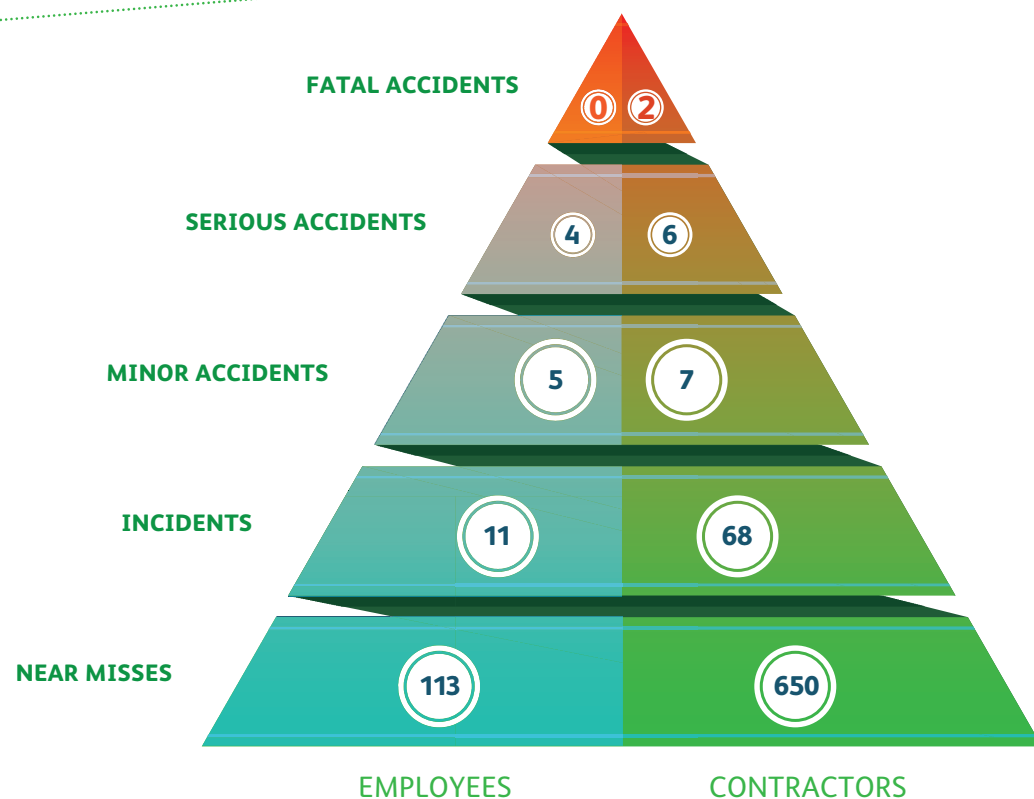 FATAL ACCIDENTS
0 2
SERIOUS ACCIDENTS
4 6
MINOR ACCIDENTS
5 7
INCIDENTS
11 68
NEAR MISSES
113 650
EMPLOYEES CONTRACTORS